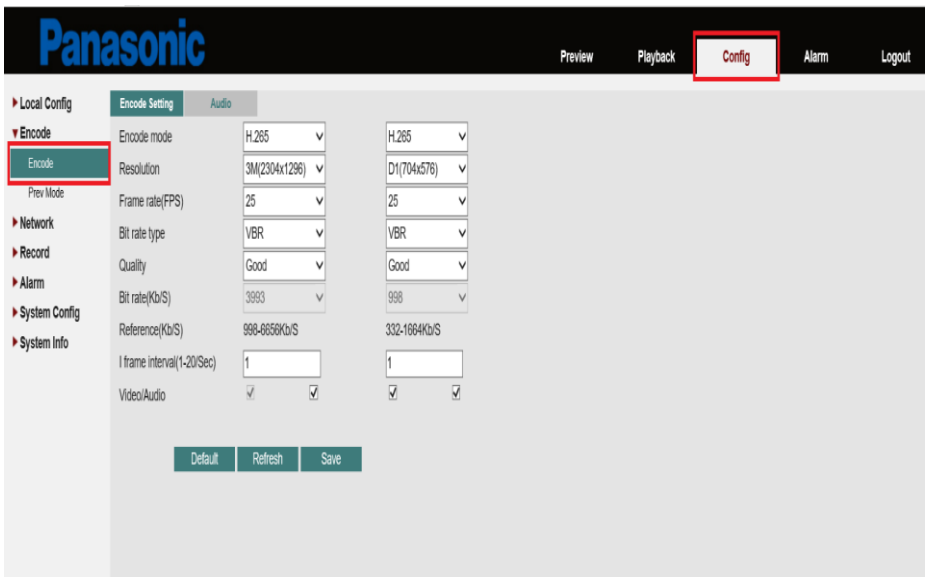 Panasonic
Preview Playback Config Alarm Logout
Local Config
Encode
Encode
Prev Mode
Network
Record
Alarm
System Config
System Info
Encode Setting Audio
Encode mode H.265 H.265
Resolution 3M(2304x1296) D1(704x576)
Frame rate(FPS) 25 25
Bit rate type VBR VBR
Quality Good Good
Bit rate(Kb/S) 3993 998
Reference(Kb/S) 998-6656Kb/S 332-1664Kb/S
I frame interval(1-20/Sec) 1 1
Video/Audio
Default Refresh Save